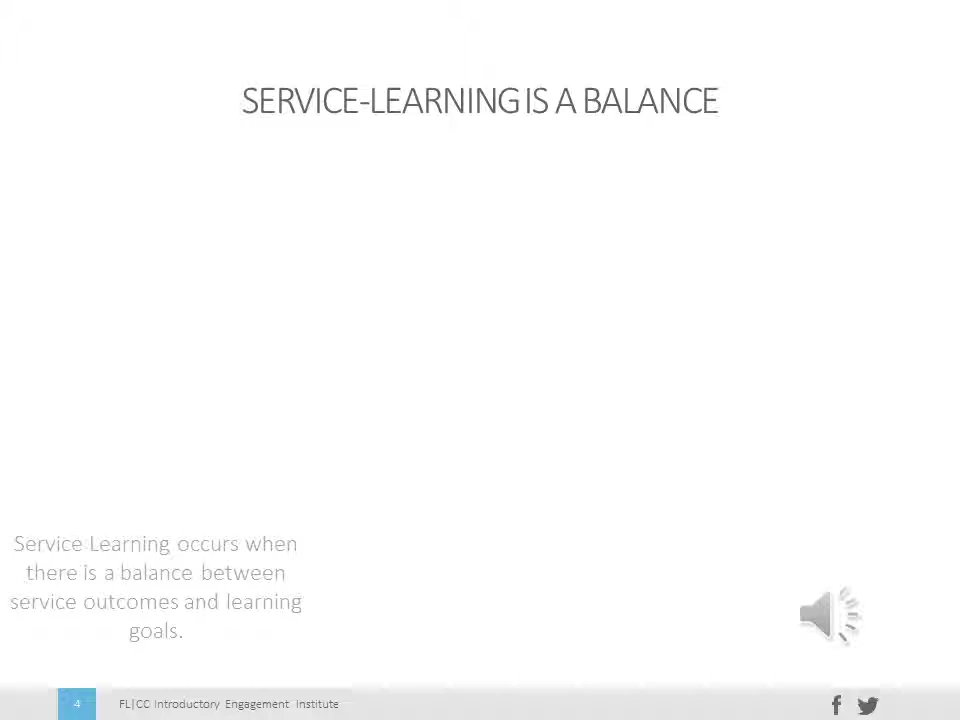 SERVICE-LEARNING IS A BALANCE
Service Learning occurs when
there is a balance between
service outcomes and learning
goals.
4
FL|CC Introductory Engagement Institute